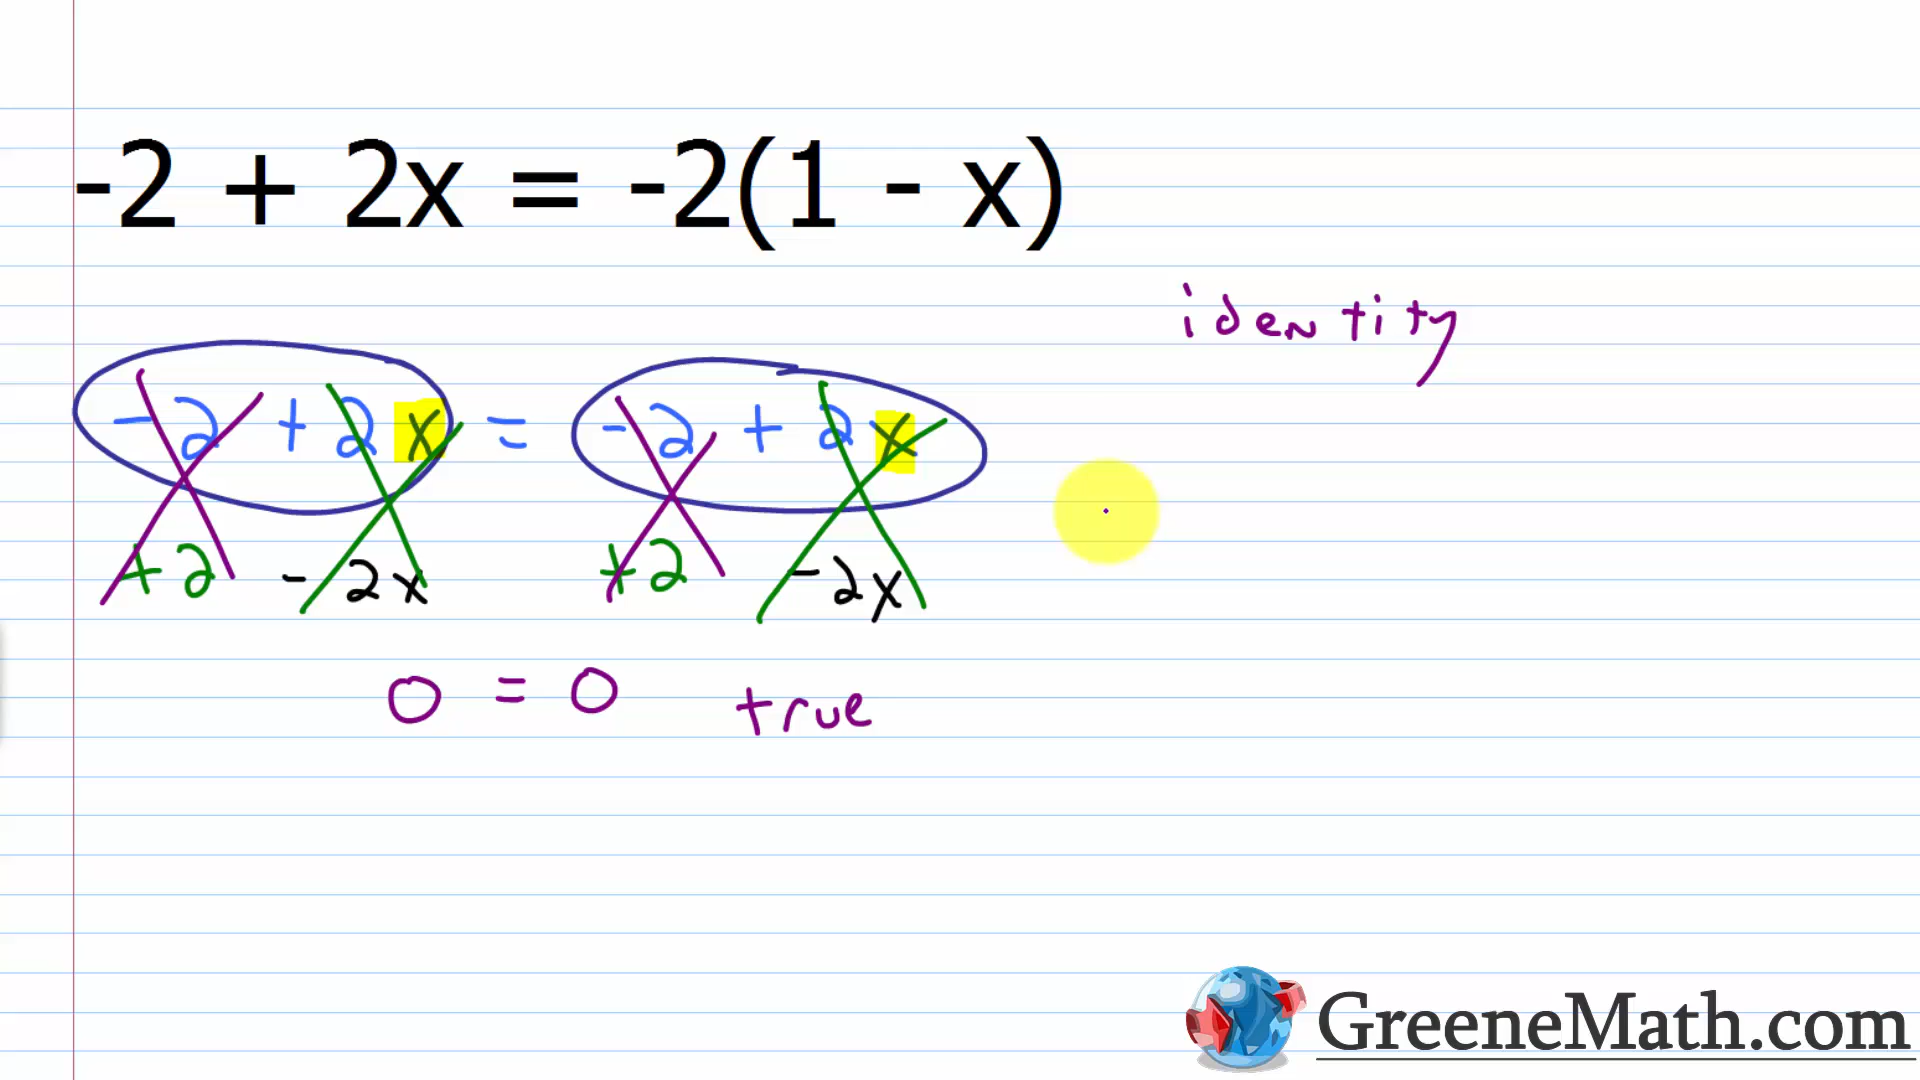 -2 + 2x = -2(1 - x)
identity
-2 + 2x = -2 + 2x
+2 -2x +2 -2x
0 = 0 true
GreeneMath.com